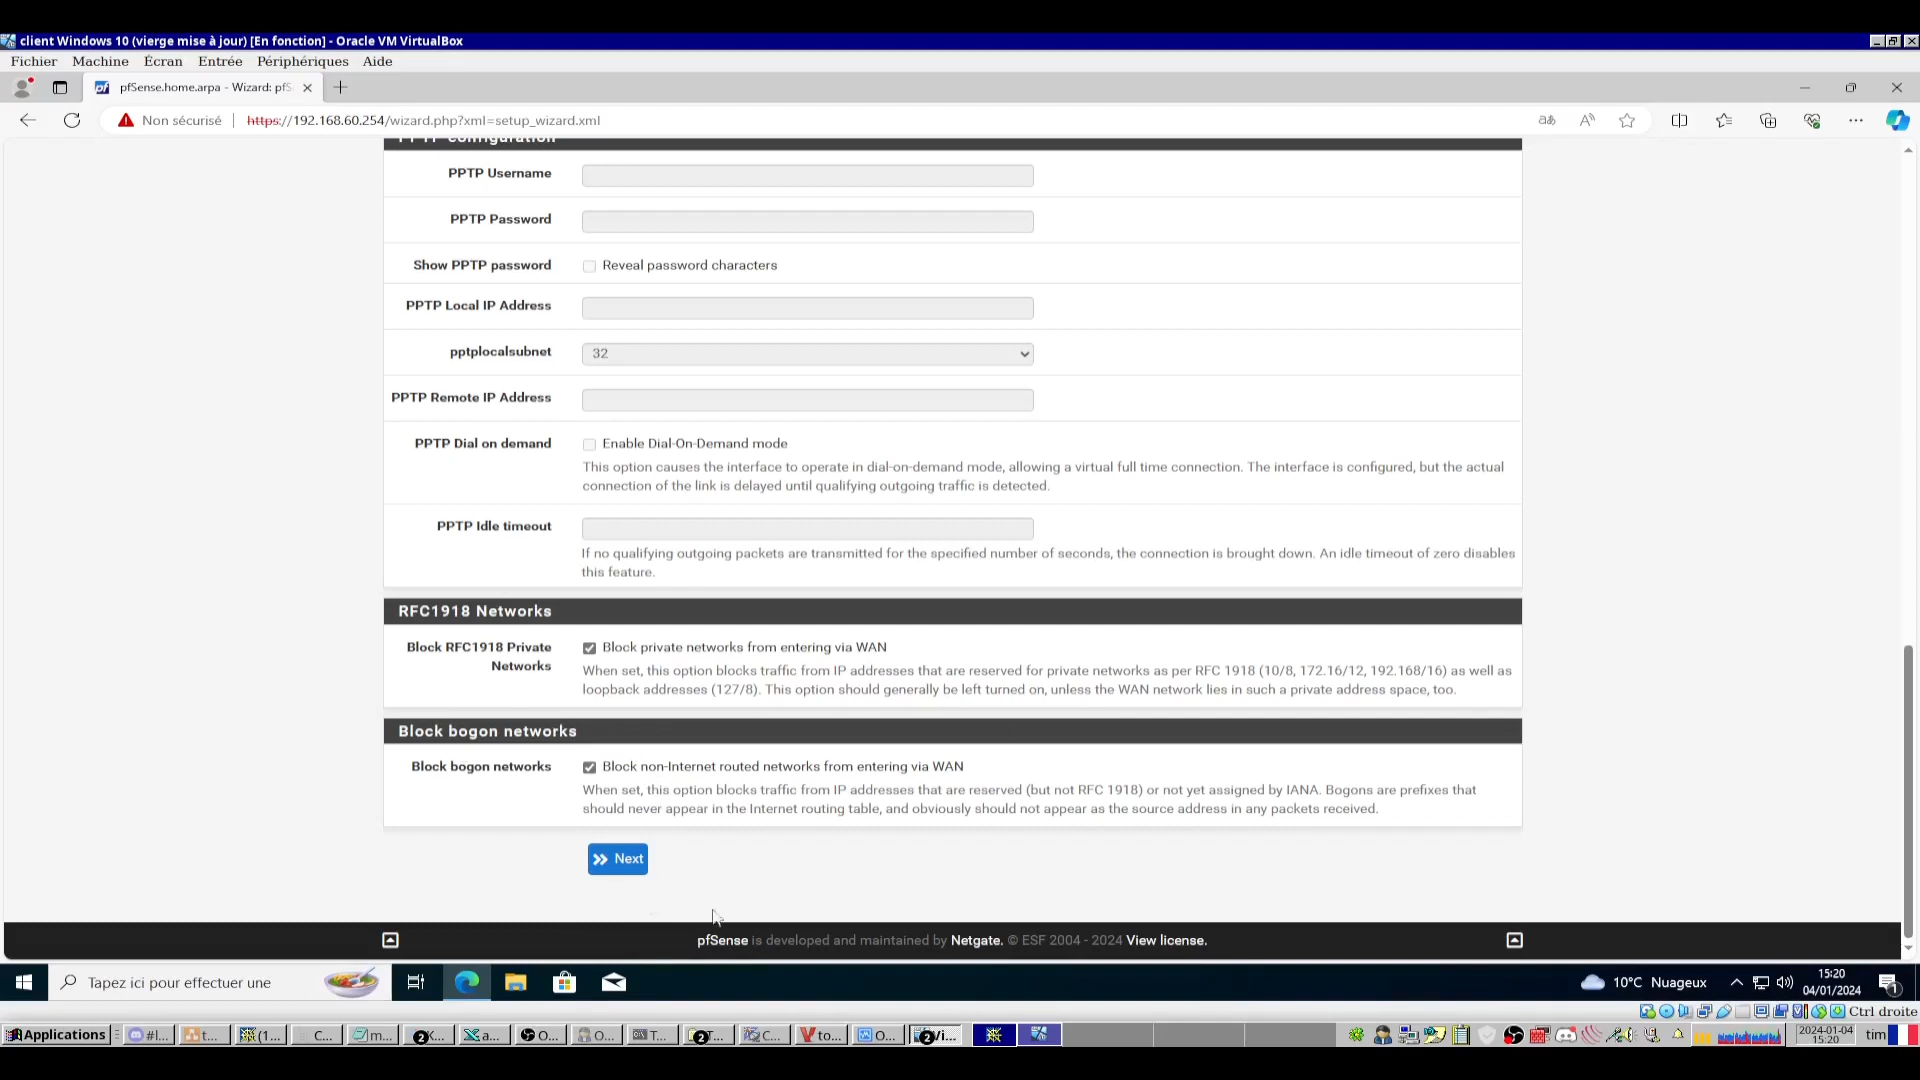 client Windows 10 (vierge mise à jour) [En fonction] - Oracle VM VirtualBox
Fichier Machine Écran Entrée Périphériques Aide
pfSense.home.arpa - Wizard: pfS
Non sécurisé https://192.168.60.254/wizard.php?xml=setup_wizard.xml
PPTP configuration
PPTP Username
PPTP Password
Show PPTP password Reveal password characters
PPTP Local IP Address
pptplocalsubnet 32
PPTP Remote IP Address
PPTP Dial on demand Enable Dial-On-Demand mode
This option causes the interface to operate in dial-on-demand mode, allowing a virtual full time connection. The interface is configured, but the actual
connection of the link is delayed until qualifying outgoing traffic is detected.
PPTP Idle timeout
If no qualifying outgoing packets are transmitted for the specified number of seconds, the connection is brought down. An idle timeout of zero disables
this feature.
RFC1918 Networks
Block RFC1918 Private Networks Block private networks from entering via WAN
When set, this option blocks traffic from IP addresses that are reserved for private networks as per RFC 1918 (10/8, 172.16/12, 192.168/16) as well as
loopback addresses (127/8). This option should generally be left turned on, unless the WAN network lies in such a private address space, too.
Block bogon networks
Block bogon networks Block non-Internet routed networks from entering via WAN
When set, this option blocks traffic from IP addresses that are reserved (but not RFC 1918) or not yet assigned by IANA. Bogons are prefixes that
should never appear in the Internet routing table, and obviously should not appear as the source address in any packets received.
Next
pfSense is developed and maintained by Netgate. © ESF 2004 - 2024 View license.
Tapez ici pour effectuer une
10°C Nuageux
15:20
04/01/2024
1
Ctrl droite
Applications #l... t... (1... C... m... K... a... O... O... T... T... C... to... O... /i...
2024-01-04
15:20
tim